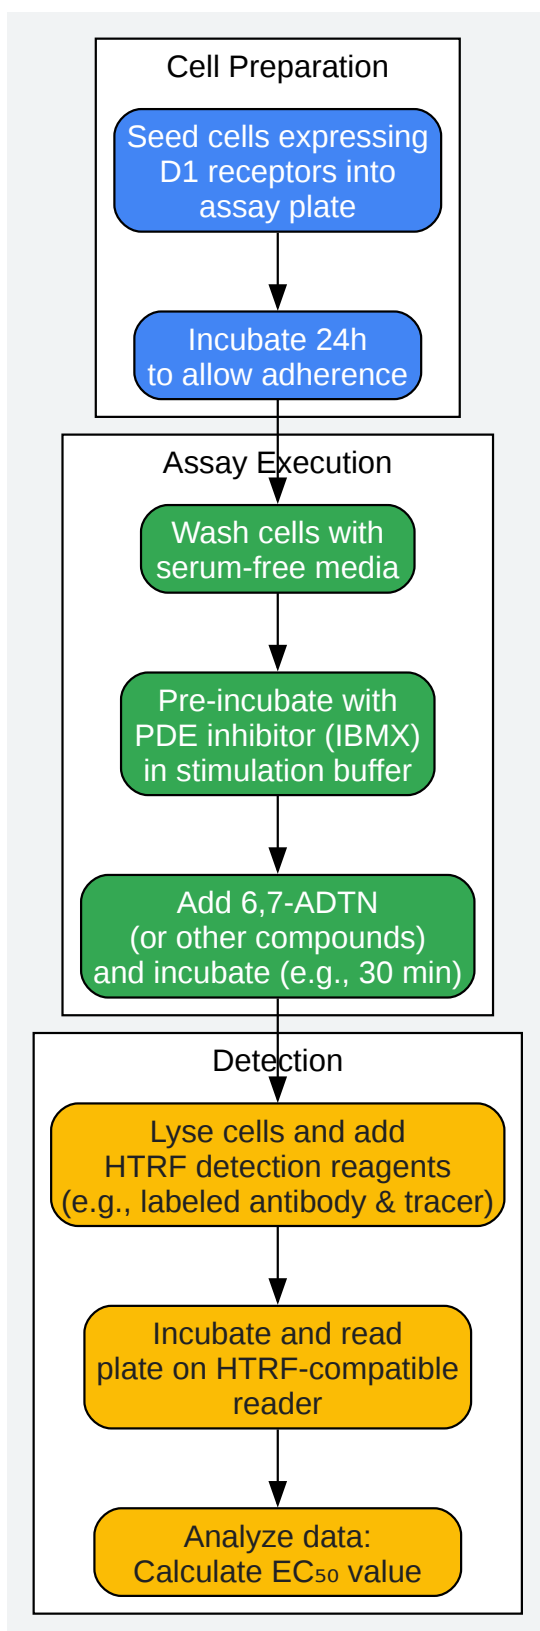 Cell Preparation
Seed cells expressing
D1 receptors into
assay plate
Incubate 24h
to allow adherence
Assay Execution
Wash cells with
serum-free media
Pre-incubate with
PDE inhibitor (IBMX)
in stimulation buffer
Add 6,7-ADTN
(or other compounds)
and incubate (e.g., 30 min)
Detection
Lyse cells and add
HTRF detection reagents
(e.g., labeled antibody & tracer)
Incubate and read
plate on HTRF-compatible
reader
Analyze data:
Calculate EC₅₀ value